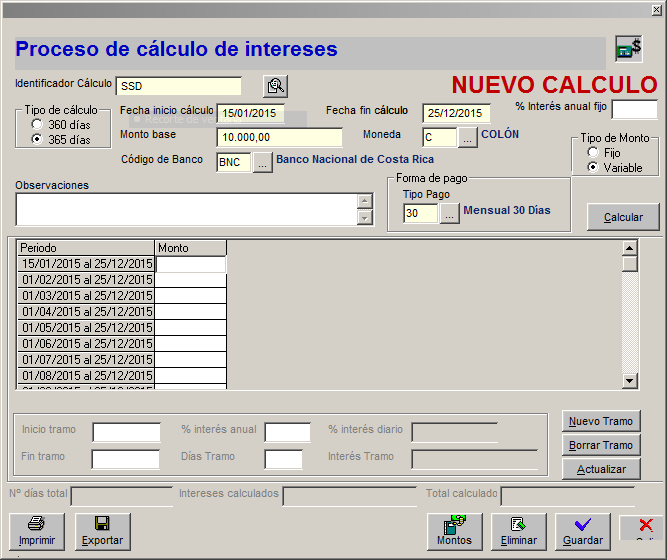 Proceso de cálculo de intereses
Identificador Cálculo SSD
NUEVO CALCULO
Tipo de cálculo
360 días
365 días
Fecha inicio cálculo 15/01/2015 Fecha fin cálculo 25/12/2015 % Interés anual fijo
Monto base 10.000,00 Moneda C ... COLÓN
Tipo de Monto
Fijo
Variable
Código de Banco BNC ... Banco Nacional de Costa Rica
Observaciones
Forma de pago
Tipo Pago
30 ... Mensual 30 Días
Calcular
Periodo Monto
15/01/2015 al 25/12/2015
01/02/2015 al 25/12/2015
01/03/2015 al 25/12/2015
01/04/2015 al 25/12/2015
01/05/2015 al 25/12/2015
01/06/2015 al 25/12/2015
01/07/2015 al 25/12/2015
01/08/2015 al 25/12/2015
Inicio tramo % interés anual % interés diario
Fin tramo Días Tramo Interés Tramo
Nuevo Tramo
Borrar Tramo
Actualizar
Nº días total Intereses calculados Total calculado
Imprimir Exportar Montos Eliminar Guardar